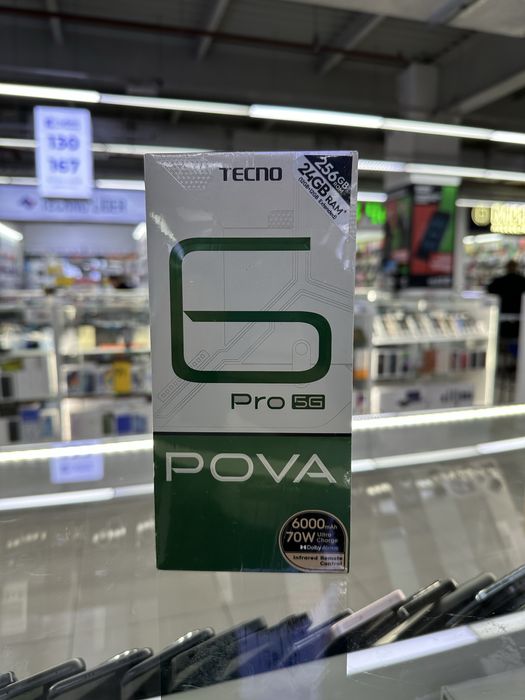 130
167
TECNO
256GB
ROM
24GB RAM*
6
Pro 5G
POVA
6000mAh
70W Ultra
Charge
Dolby Atmos
Infrared Remote
Control